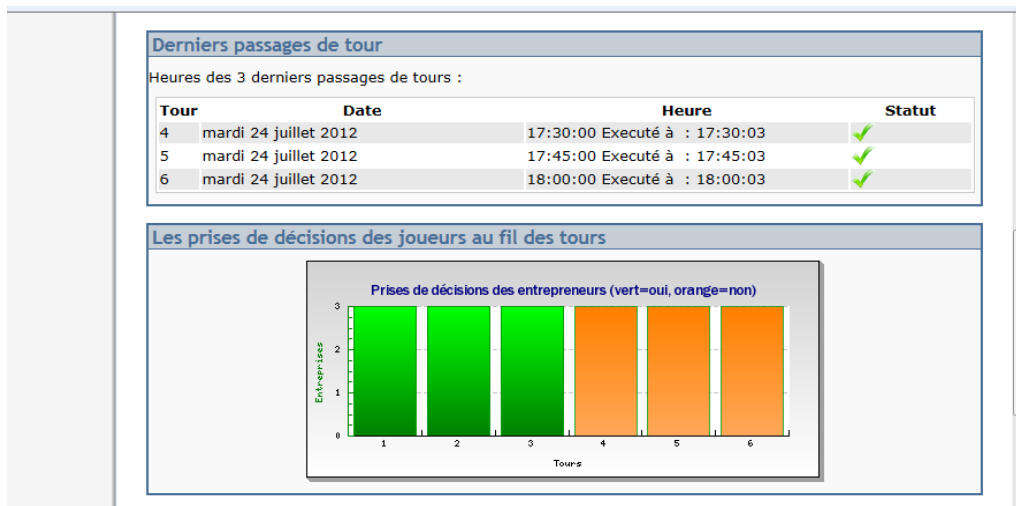 Derniers passages de tour
Heures des 3 derniers passages de tours :
Tour Date Heure Statut
4 mardi 24 juillet 2012 17:30:00 Executé à : 17:30:03
5 mardi 24 juillet 2012 17:45:00 Executé à : 17:45:03
6 mardi 24 juillet 2012 18:00:00 Executé à : 18:00:03
Les prises de décisions des joueurs au fil des tours
Prises de décisions des entrepreneurs (vert=oui, orange=non)
3
2
1
0
Entreprises
1 2 3 4 5 6
Tours